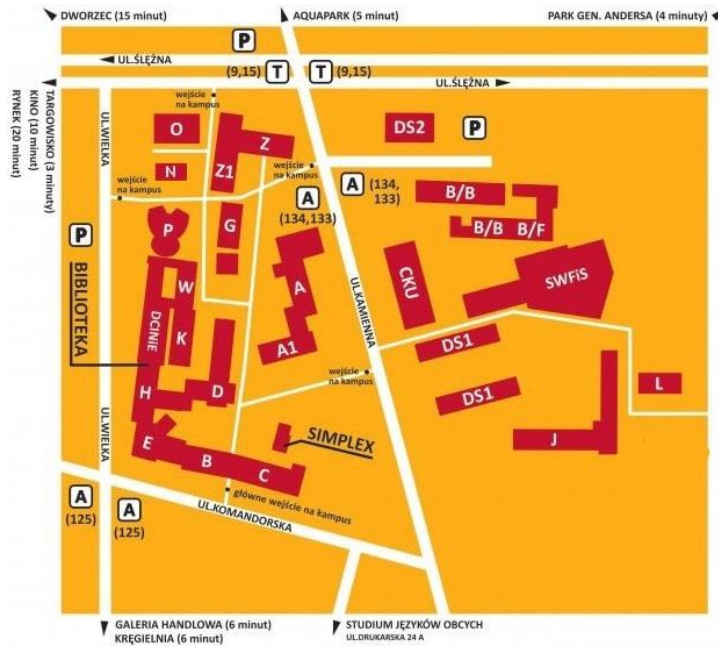 DWORZEC (15 minut)
AQUAPARK (5 minut)
PARK GEN. ANDERSA (4 minuty)
P
UL.ŚLĘŻNA
(9,15)
T
T
(9,15)
UL.ŚLĘŻNA
TARGOWISKO (3 minuty)
KINO (10 minut)
RYNEK (20 minut)
UL.WIELKA
wejście
na kampus
O
Z
DS2
P
N
Z1
wejście
na kampus
wejście
na kampus
A
(134,133)
A
(134,
133)
B/B
B/B
B/F
P
G
P
BIBLIOTEKA
W
DCINiE
K
A
CKU
SWFiS
UL.KAMIENNA
A1
DS1
wejście
na kampus
H
D
DS1
L
UL.WIELKA
E
B
C
SIMPLEX
J
główne wejście na kampus
UL.KOMANDORSKA
A
(125)
A
(125)
GALERIA HANDLOWA (6 minut)
KRĘGIELNIA (6 minut)
STUDIUM JĘZYKÓW OBCYCH
UL.DRUKARSKA 24 A